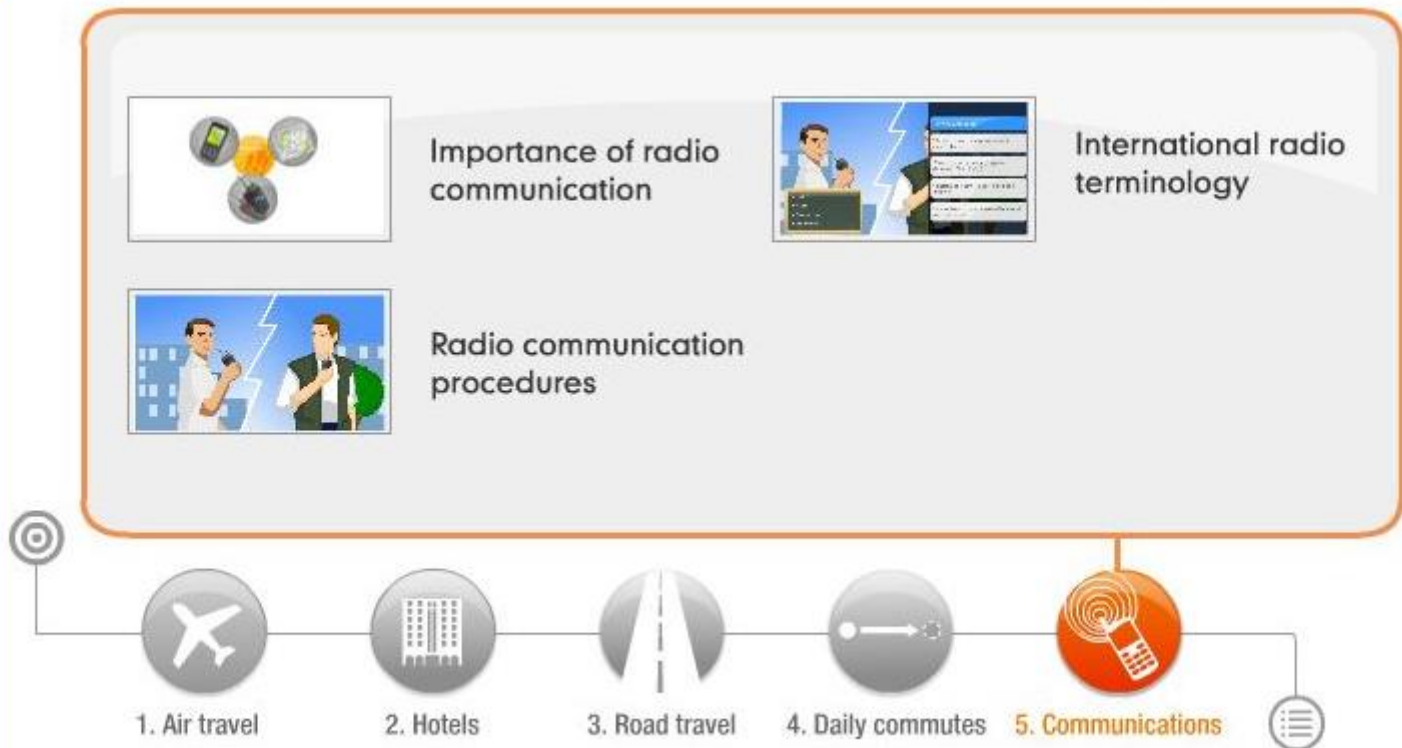 Importance of radio
communication
International radio
terminology
Radio communication
procedures
1. Air travel
2. Hotels
3. Road travel
4. Daily commutes
5. Communications